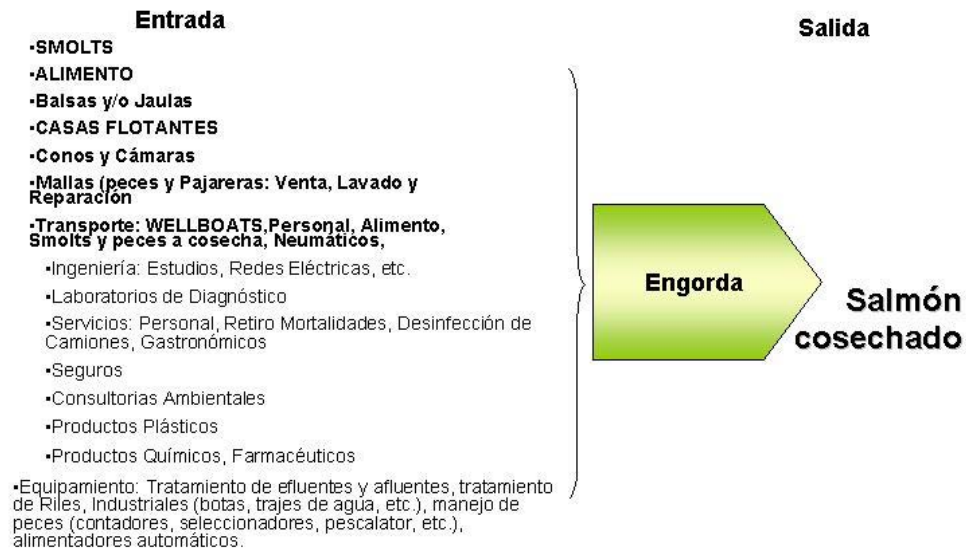 Entrada
Salida
•SMOLTS
•ALIMENTO
•Balsas y/o Jaulas
•CASAS FLOTANTES
•Conos y Cámaras
•Mallas (peces y Pajareras: Venta, Lavado y
Reparación
•Transporte: WELLBOATS,Personal, Alimento,
Smolts y peces a cosecha, Neumáticos,
•Ingeniería: Estudios, Redes Eléctricas, etc.
•Laboratorios de Diagnóstico
•Servicios: Personal, Retiro Mortalidades, Desinfección de
Camiones, Gastronómicos
•Seguros
•Consultorias Ambientales
•Productos Plásticos
•Productos Químicos, Farmacéuticos
•Equipamiento: Tratamiento de efluentes y afluentes, tratamiento
de Riles, Industriales (botas, trajes de agua, etc.), manejo de
peces (contadores, seleccionadores, pescalator, etc.),
alimentadores automáticos.
Engorda
Salmón
cosechado